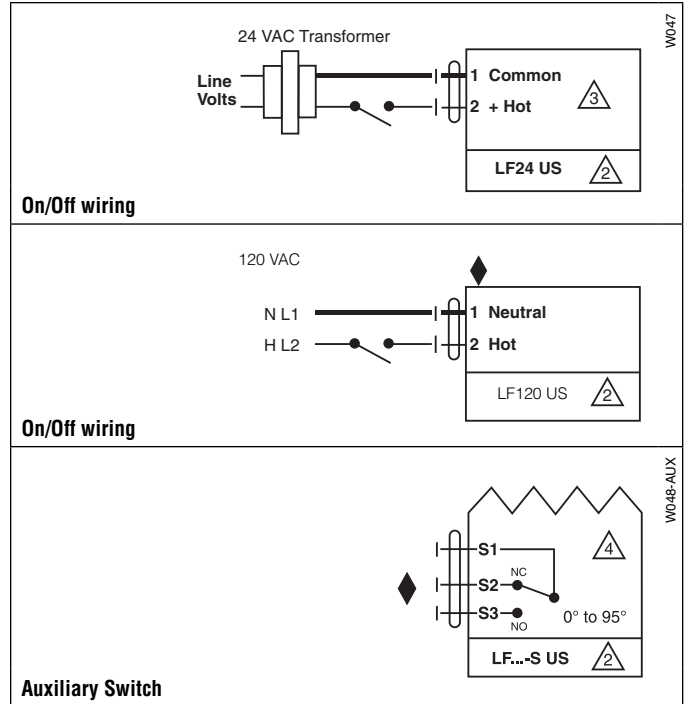 W047
24 VAC Transformer
Line
Volts
1 Common
2 + Hot
3
LF24 US
2
On/Off wiring
120 VAC
N L1
H L2
1 Neutral
2 Hot
LF120 US
2
On/Off wiring
W048-AUX
S1
S2
NC
S3
NO
4
0° to 95°
LF...-S US
2
Auxiliary Switch